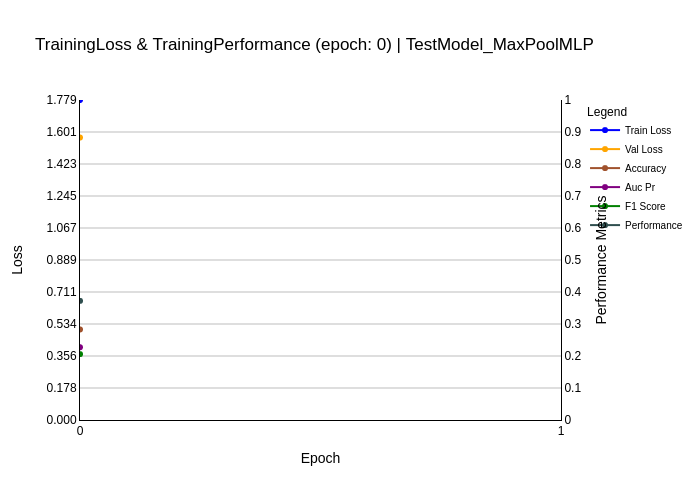 TrainingLoss & TrainingPerformance (epoch: 0) | TestModel_MaxPoolMLP
1.779
1.601
1.423
1.245
1.067
0.889
0.711
0.534
0.356
0.178
0.000
Loss
0
1
Epoch
1
0.9
0.8
0.7
0.6
0.5
0.4
0.3
0.2
0.1
0
Performance Metrics
Legend
Train Loss
Val Loss
Accuracy
Auc Pr
F1 Score
Performance